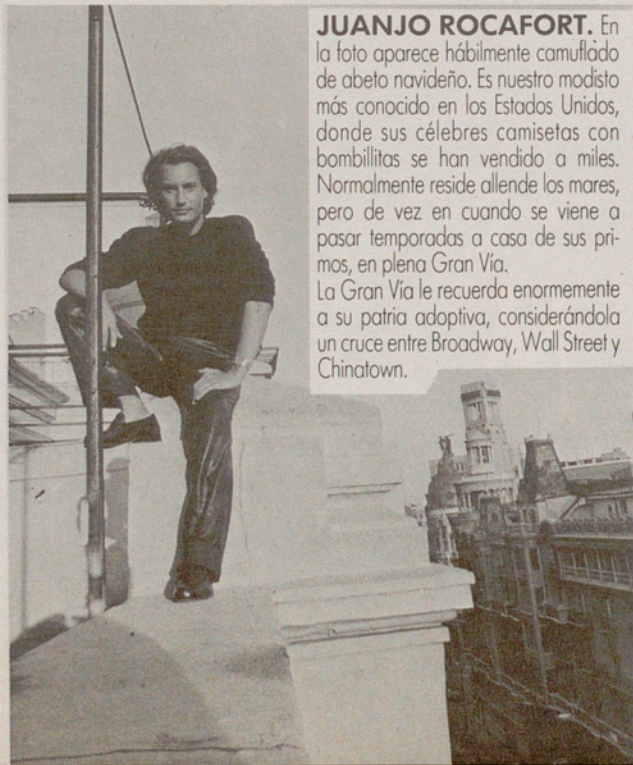 JUANJO ROCAFORT. En
la foto aparece hábilmente camuflado
de abeto navideño. Es nuestro modisto
más conocido en los Estados Unidos,
donde sus célebres camisetas con
bombillitas se han vendido a miles.
Normalmente reside allende los mares,
pero de vez en cuando se viene a
pasar temporadas a casa de sus pri-
mos, en plena Gran Vía.
La Gran Vía le recuerda enormemente
a su patria adoptiva, considerándola
un cruce entre Broadway, Wall Street y
Chinatown.